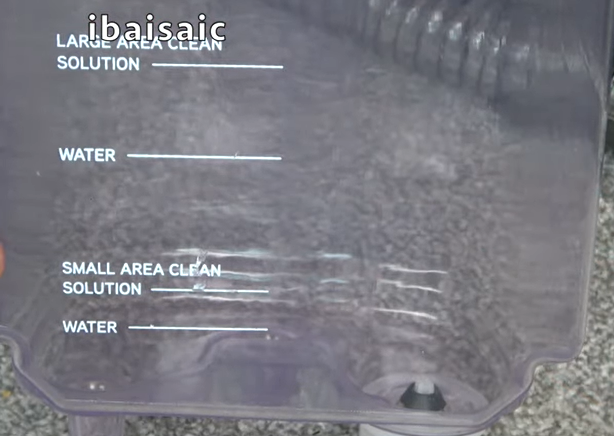 ibaisaic
LARGE AREA CLEAN
SOLUTION
WATER
SMALL AREA CLEAN
SOLUTION
WATER